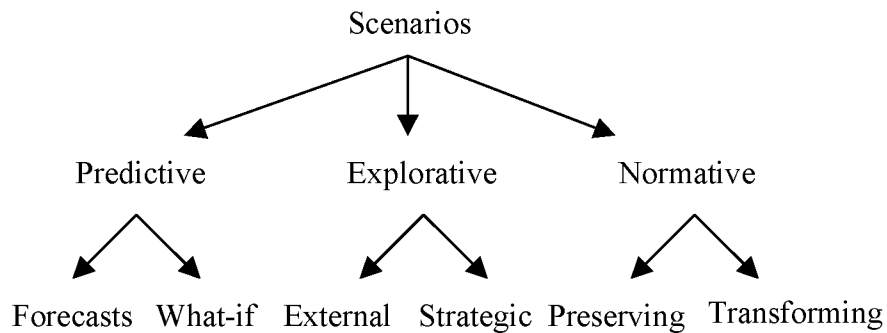 Scenarios
Predictive Explorative Normative
Forecasts What-if External Strategic Preserving Transforming